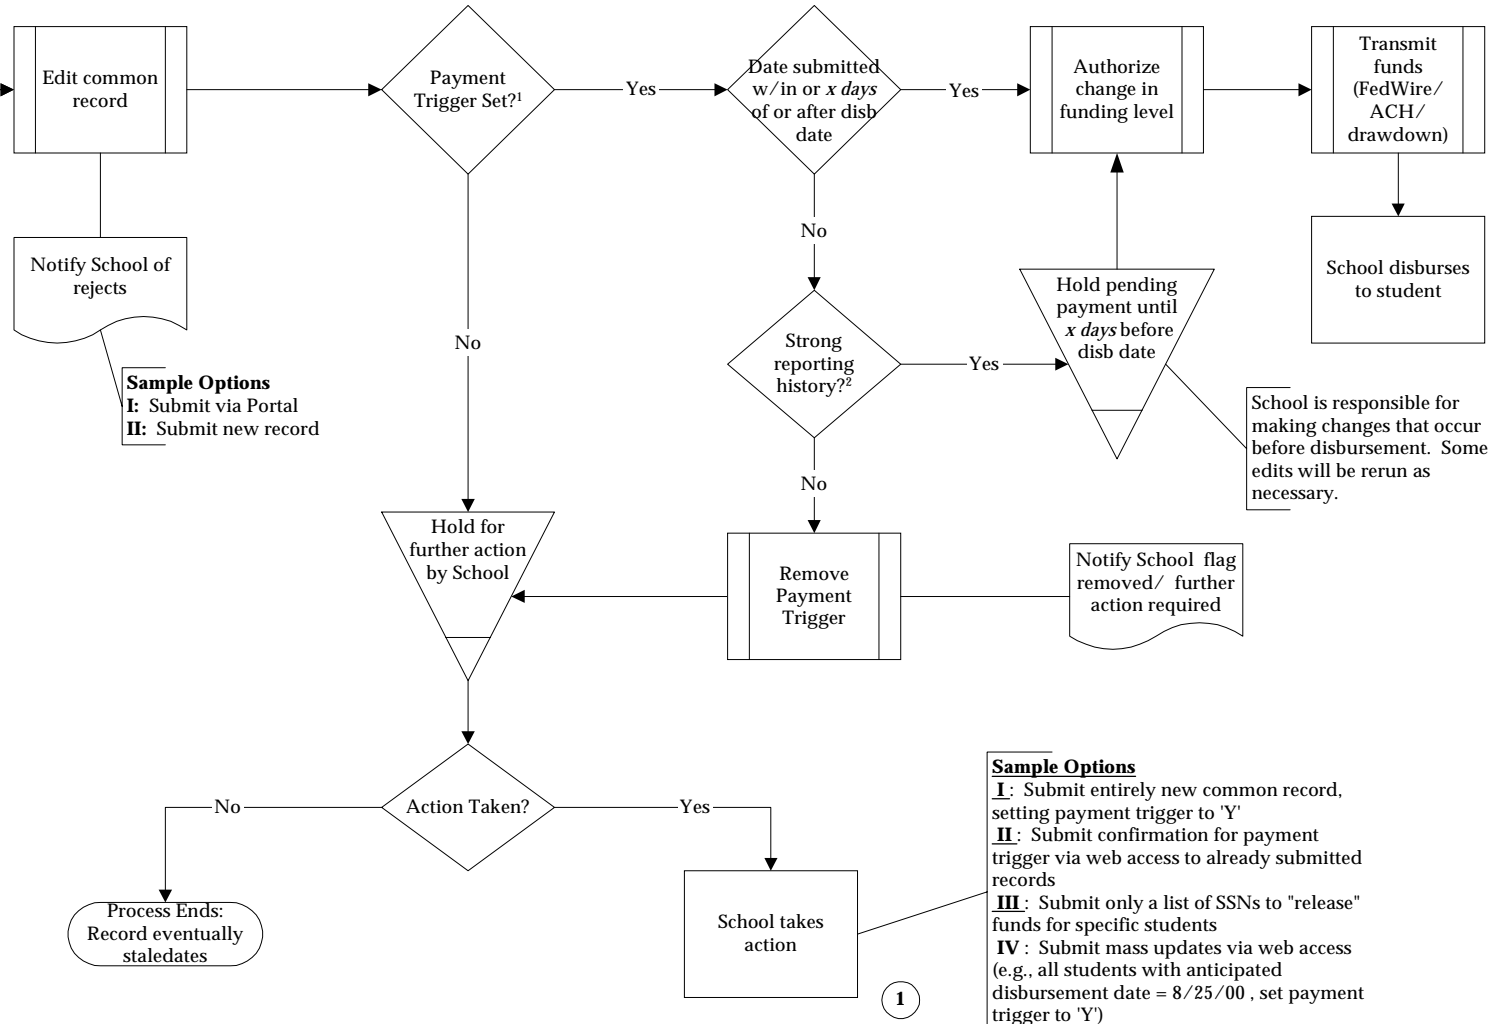 Edit common
record
Payment
Trigger Set?¹
Yes
Date submitted
w/in or x days
of or after disb
date
Yes
Authorize
change in
funding level
Transmit
funds
(FedWire/
ACH/
drawdown)
Notify School of
rejects
No
School disburses
to student
Hold pending
payment until
x days before
disb date
No
Strong
reporting
history?²
Yes
Sample Options
I: Submit via Portal
II: Submit new record
School is responsible for
making changes that occur
before disbursement. Some
edits will be rerun as
necessary.
No
Hold for
further action
by School
Remove
Payment
Trigger
Notify School flag
removed/ further
action required
Action Taken?
No
Yes
Process Ends:
Record eventually
staledates
School takes
action
Sample Options
I : Submit entirely new common record,
setting payment trigger to 'Y'
II : Submit confirmation for payment
trigger via web access to already submitted
records
III : Submit only a list of SSNs to "release"
funds for specific students
IV : Submit mass updates via web access
(e.g., all students with anticipated
disbursement date = 8/25/00 , set payment
trigger to 'Y')
1